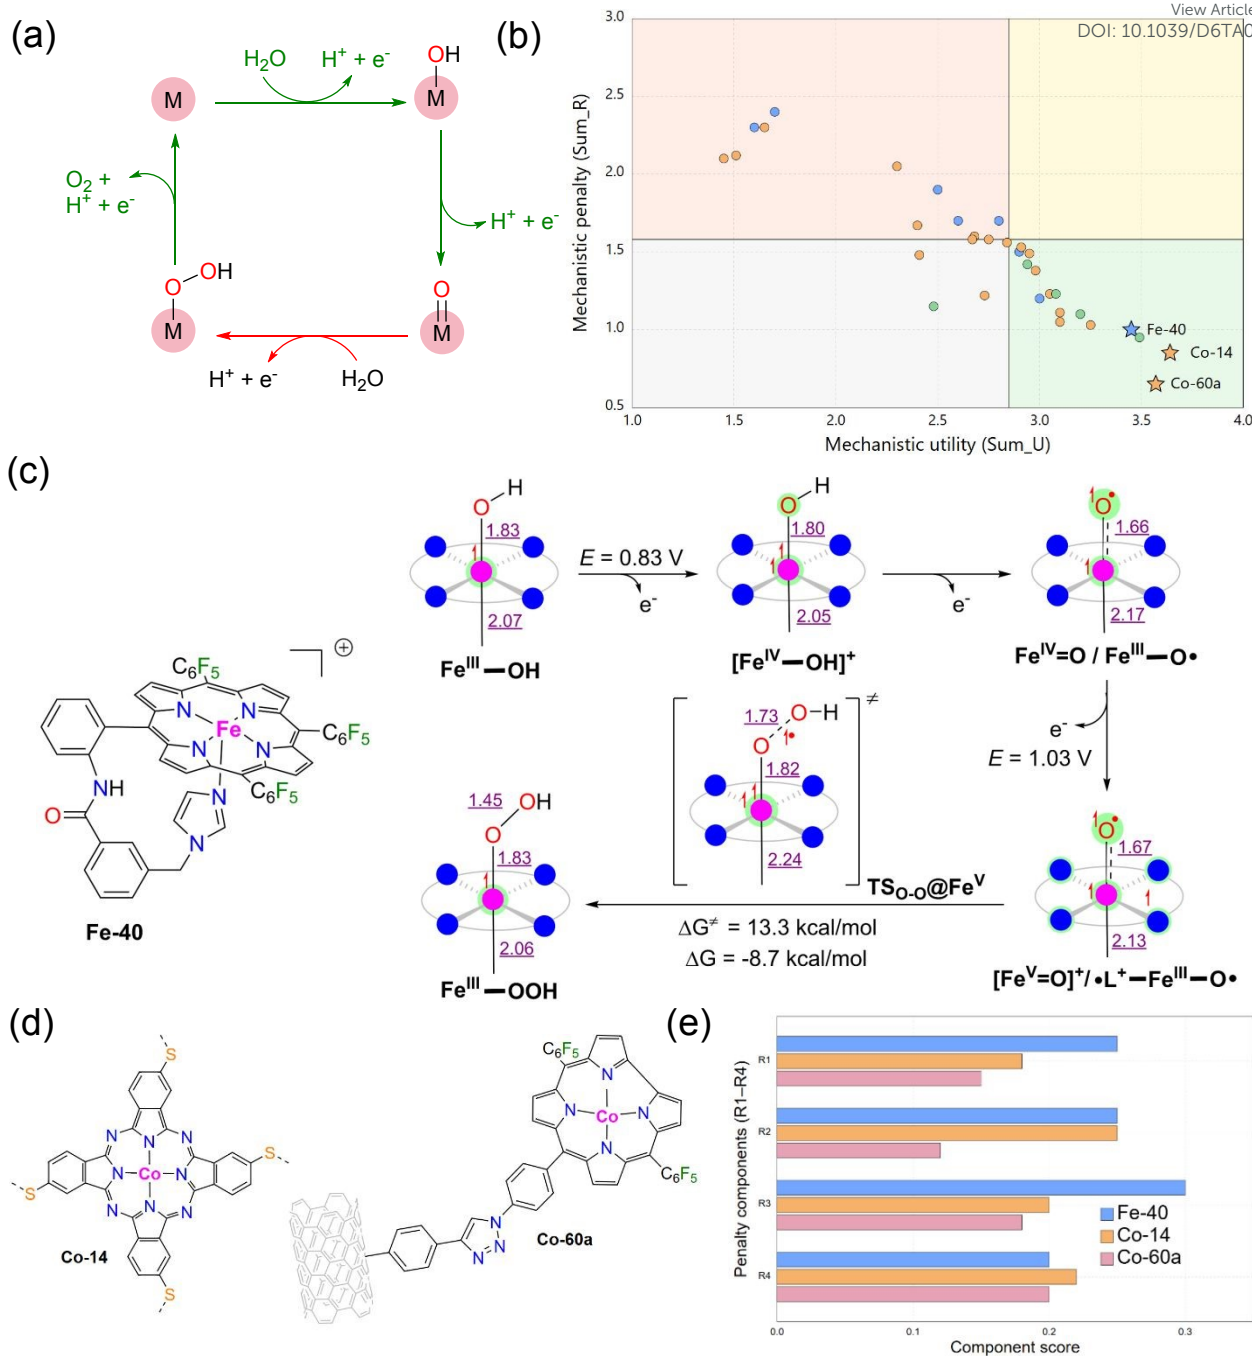 View Article
DOI: 10.1039/D6TA0
(a)
H2O
H+ + e-
OH
M
M
O2 +
H+ + e-
H+ + e-
OH
O
M
O
M
H+ + e-
H2O
(b)
Mechanistic penalty (Sum_R)
3.0
2.5
2.0
1.5
1.0
0.5
Fe-40
Co-14
Co-60a
1.0
1.5
2.0
2.5
3.0
3.5
4.0
Mechanistic utility (Sum_U)
(c)
C6F5
C6F5
C6F5
N
N
N
N
Fe
NH
O
N
N
⊕
Fe-40
O
H
1.83
2.07
FeIII—OH
E = 0.83 V
e-
O
H
1.80
2.05
[FeIV—OH]+
e-
O•
1.66
2.17
FeIV=O / FeIII—O•
e-
E = 1.03 V
O•
1.67
2.13
[FeV=O]+/•L+—FeIII—O•
≠
1.73
O
H
O
1.82
2.24
TSO-O@FeV
ΔG≠ = 13.3 kcal/mol
ΔG = -8.7 kcal/mol
1.45
OH
O
1.83
2.06
FeIII—OOH
(d)
S
S
S
S
N
N
N
N
N
N
N
N
Co
Co-14
C6F5
C6F5
N
N
N
N
Co
N
N
N
Co-60a
(e)
Penalty components (R1–R4)
R1
R2
R3
R4
Fe-40
Co-14
Co-60a
0.0
0.1
0.2
0.3
Component score